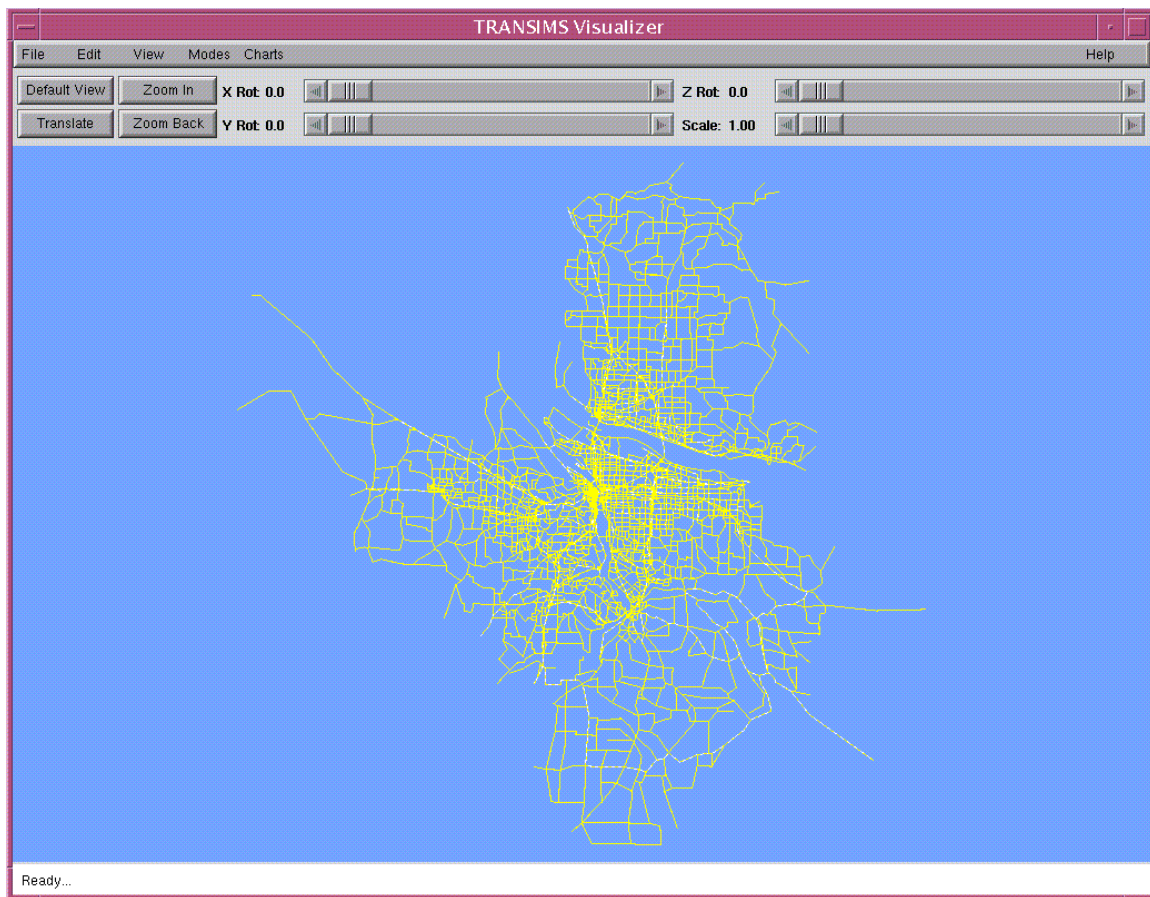 TRANSIMS Visualizer
File Edit View Modes Charts Help
Default View Zoom In X Rot: 0.0 Z Rot: 0.0
Translate Zoom Back Y Rot: 0.0 Scale: 1.00
Ready...